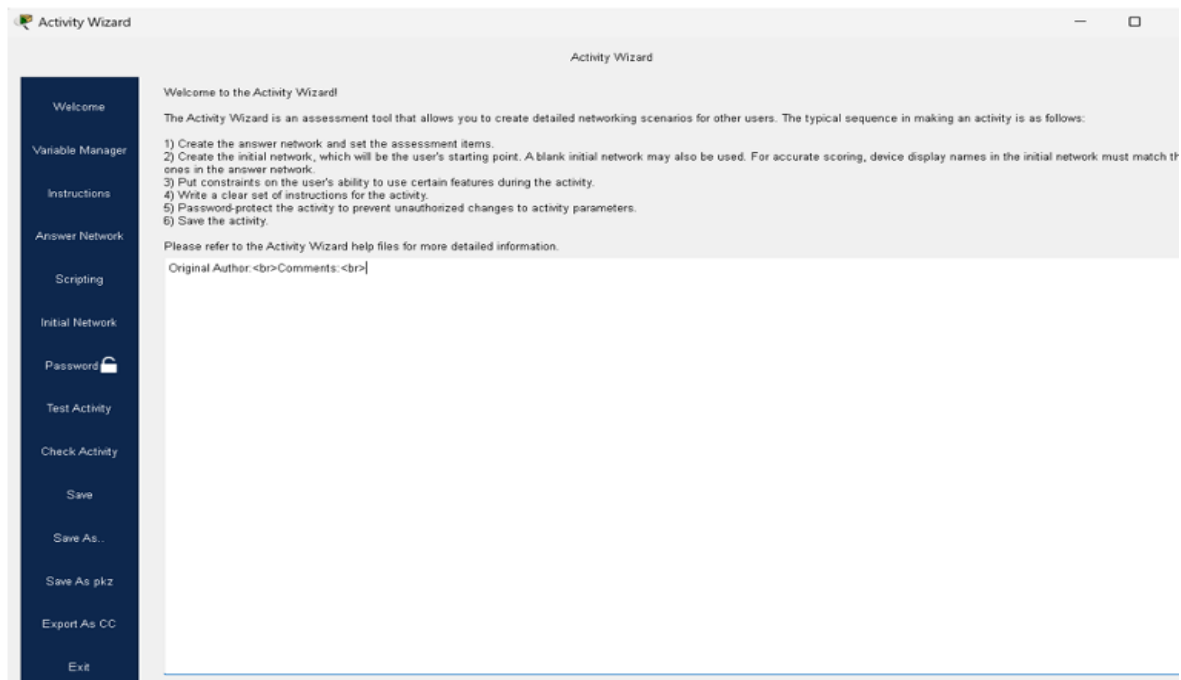 Activity Wizard
Activity Wizard
Welcome
Variable Manager
Instructions
Answer Network
Scripting
Initial Network
Password
Test Activity
Check Activity
Save
Save As..
Save As pkz
Export As CC
Exit
Welcome to the Activity Wizard!
The Activity Wizard is an assessment tool that allows you to create detailed networking scenarios for other users. The typical sequence in making an activity is as follows:
1) Create the answer network and set the assessment items.
2) Create the initial network, which will be the user's starting point. A blank initial network may also be used. For accurate scoring, device display names in the initial network must match th
ones in the answer network.
3) Put constraints on the user's ability to use certain features during the activity.
4) Write a clear set of instructions for the activity.
5) Password-protect the activity to prevent unauthorized changes to activity parameters.
6) Save the activity.
Please refer to the Activity Wizard help files for more detailed information.
Original Author:<br>Comments:<br>